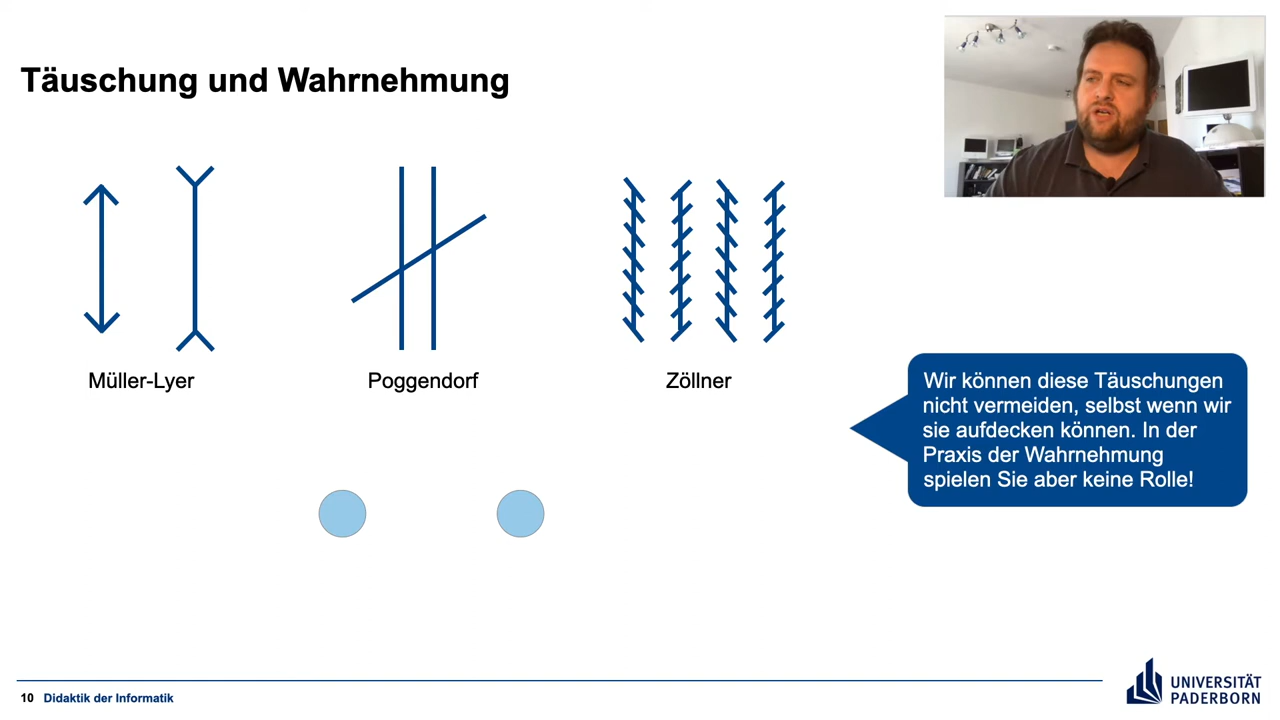 Täuschung und Wahrnehmung
Müller-Lyer
Poggendorf
Zöllner
Wir können diese Täuschungen
nicht vermeiden, selbst wenn wir
sie aufdecken können. In der
Praxis der Wahrnehmung
spielen Sie aber keine Rolle!
10 Didaktik der Informatik
UNIVERSITÄT
PADERBORN